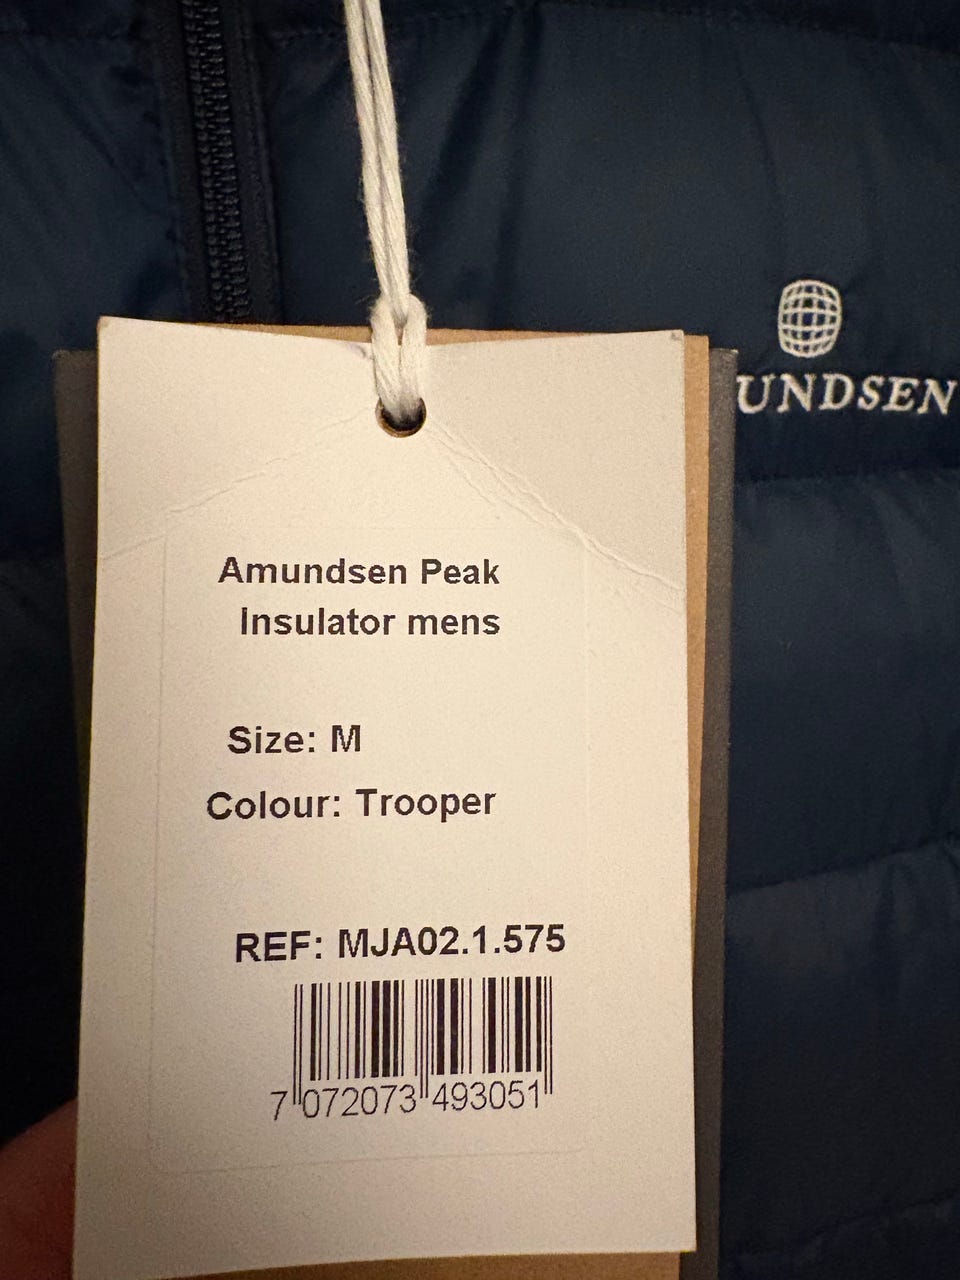 UNDSEN
Amundsen Peak
Insulator mens
Size: M
Colour: Trooper
REF: MJA02.1.575
7 072073 493051